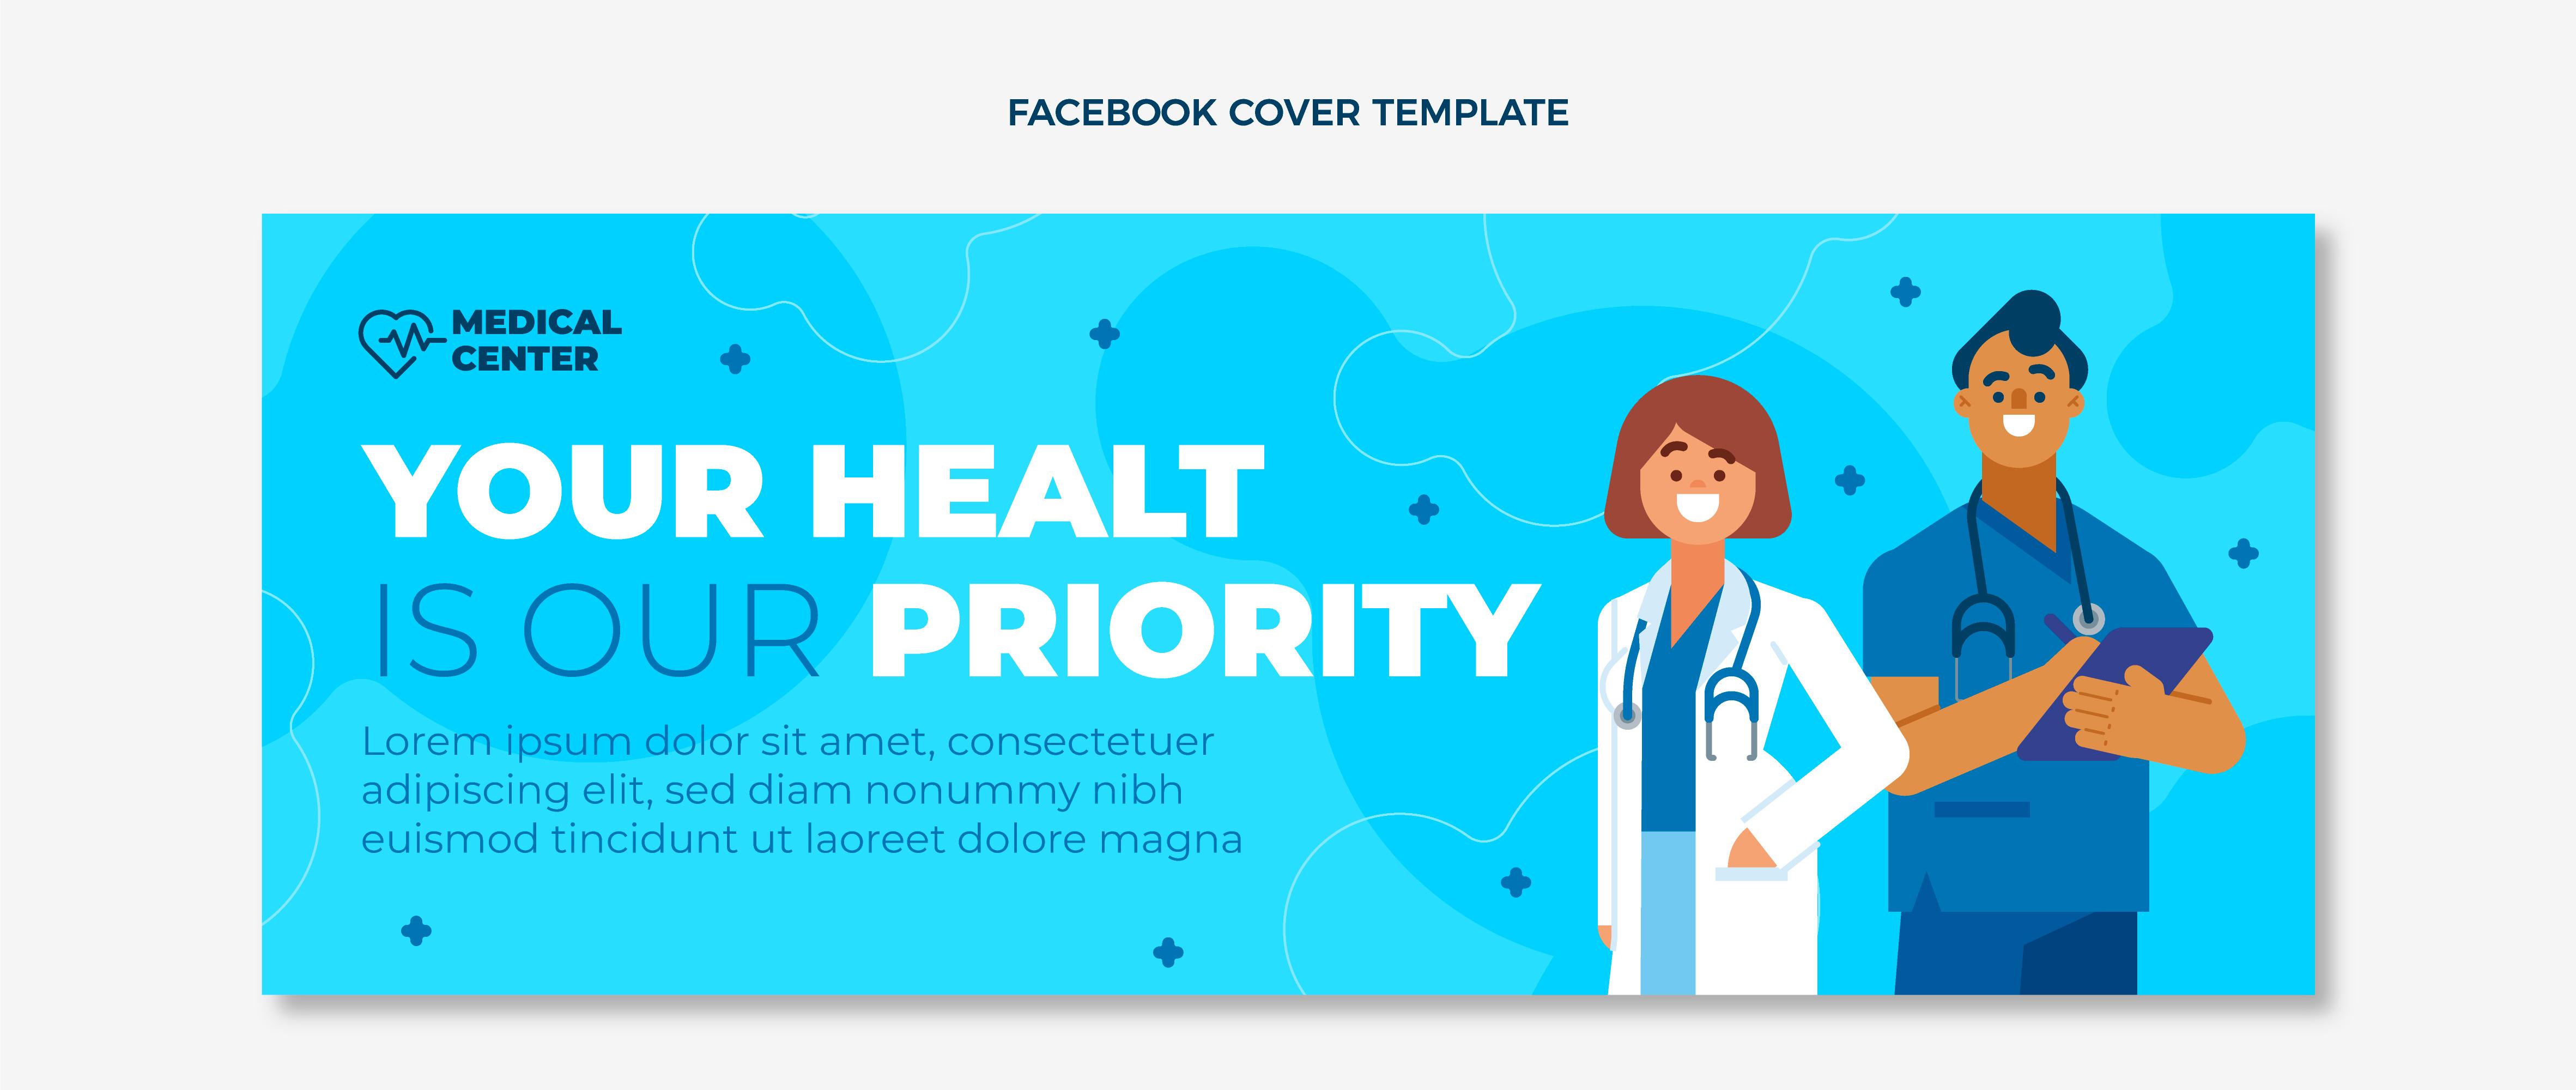 FACEBOOK COVER TEMPLATE
MEDICAL
CENTER
YOUR HEALT
IS OUR PRIORITY
Lorem ipsum dolor sit amet, consectetuer
adipiscing elit, sed diam nonummy nibh
euismod tincidunt ut laoreet dolore magna